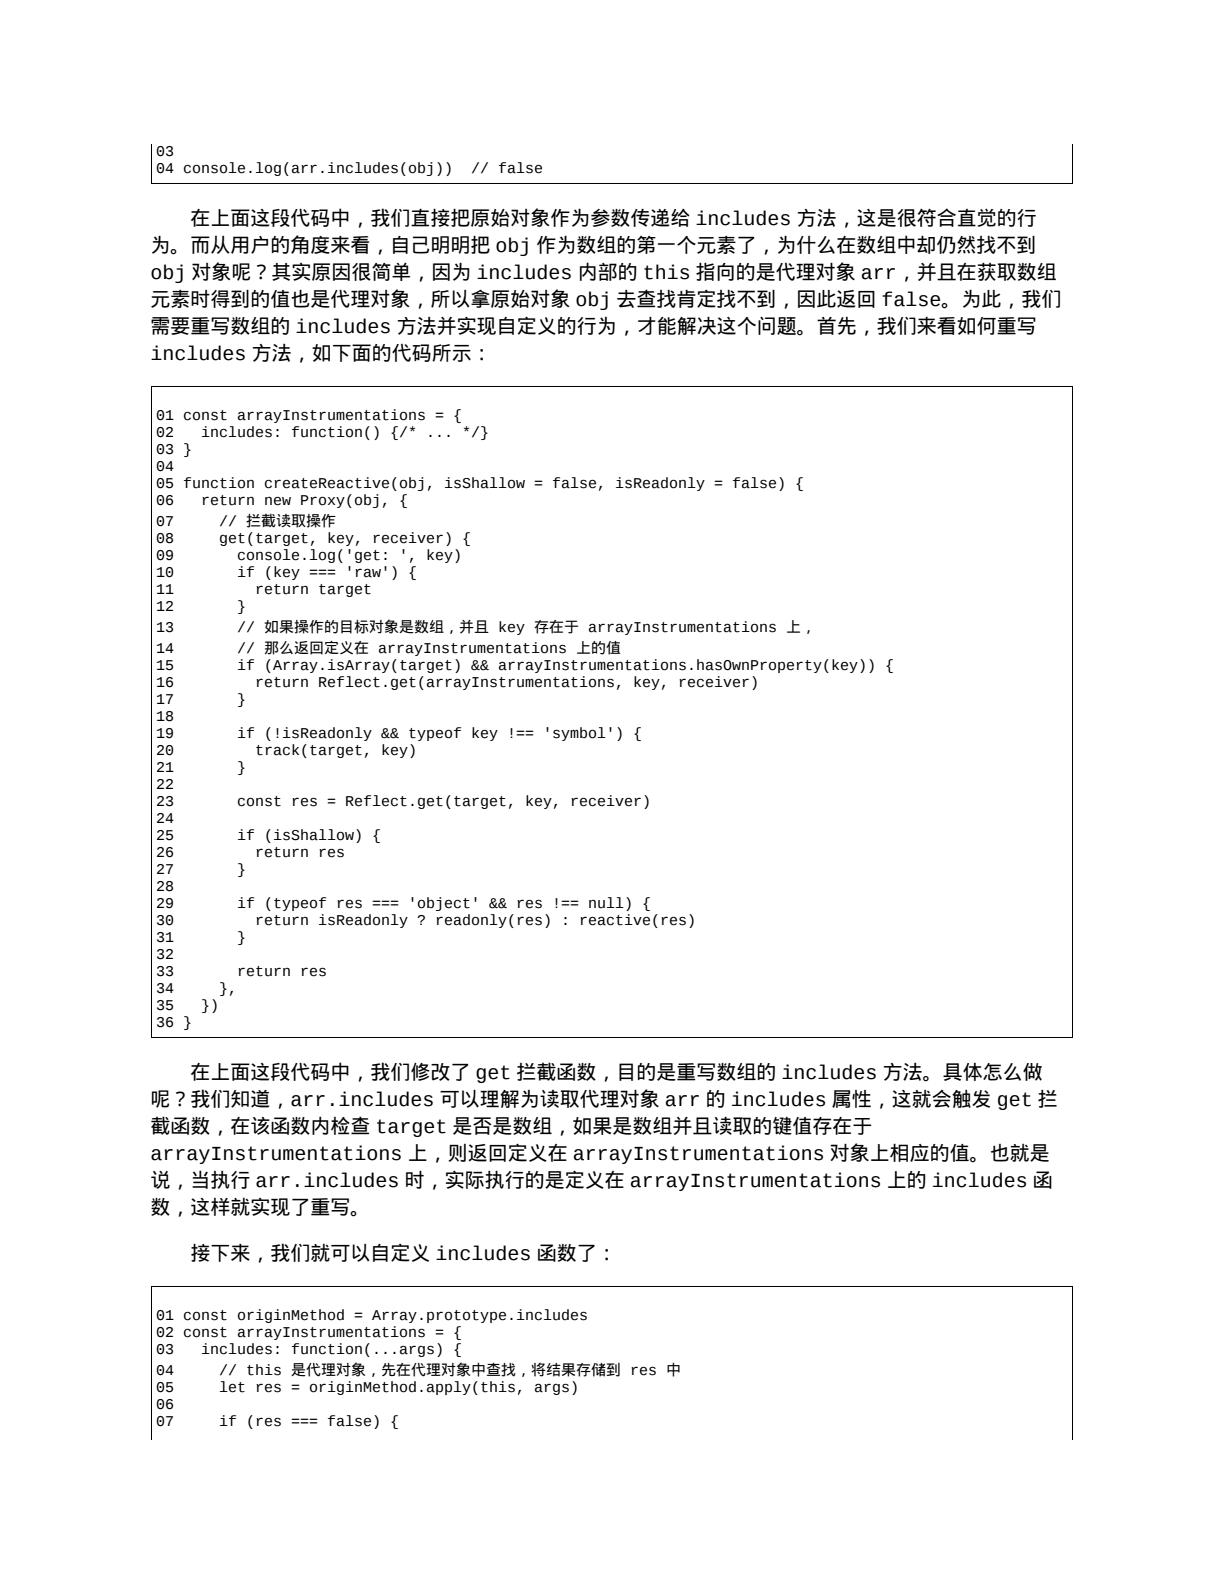 03
04 console.log(arr.includes(obj))  // false
在上面这段代码中，我们直接把原始对象作为参数传递给 includes 方法，这是很符合直觉的行
为。而从用户的角度来看，自己明明把 obj 作为数组的第一个元素了，为什么在数组中却仍然找不到
obj 对象呢？其实原因很简单，因为 includes 内部的 this 指向的是代理对象 arr，并且在获取数组
元素时得到的值也是代理对象，所以拿原始对象 obj 去查找肯定找不到，因此返回 false。为此，我们
需要重写数组的 includes 方法并实现自定义的行为，才能解决这个问题。首先，我们来看如何重写
includes 方法，如下面的代码所示：
01 const arrayInstrumentations = {
02   includes: function() {/* ... */}
03 }
04
05 function createReactive(obj, isShallow = false, isReadonly = false) {
06   return new Proxy(obj, {
07     // 拦截读取操作
08     get(target, key, receiver) {
09       console.log('get: ', key)
10       if (key === 'raw') {
11         return target
12       }
13       // 如果操作的目标对象是数组，并且 key 存在于 arrayInstrumentations 上，
14       // 那么返回定义在 arrayInstrumentations 上的值
15       if (Array.isArray(target) && arrayInstrumentations.hasOwnProperty(key)) {
16         return Reflect.get(arrayInstrumentations, key, receiver)
17       }
18
19       if (!isReadonly && typeof key !== 'symbol') {
20         track(target, key)
21       }
22
23       const res = Reflect.get(target, key, receiver)
24
25       if (isShallow) {
26         return res
27       }
28
29       if (typeof res === 'object' && res !== null) {
30         return isReadonly ? readonly(res) : reactive(res)
31       }
32
33       return res
34     },
35   })
36 }
在上面这段代码中，我们修改了 get 拦截函数，目的是重写数组的 includes 方法。具体怎么做
呢？我们知道，arr.includes 可以理解为读取代理对象 arr 的 includes 属性，这就会触发 get 拦
截函数，在该函数内检查 target 是否是数组，如果是数组并且读取的键值存在于
arrayInstrumentations 上，则返回定义在 arrayInstrumentations 对象上相应的值。也就是
说，当执行 arr.includes 时，实际执行的是定义在 arrayInstrumentations 上的 includes 函
数，这样就实现了重写。
接下来，我们就可以自定义 includes 函数了：
01 const originMethod = Array.prototype.includes
02 const arrayInstrumentations = {
03   includes: function(...args) {
04     // this 是代理对象，先在代理对象中查找，将结果存储到 res 中
05     let res = originMethod.apply(this, args)
06
07     if (res === false) {